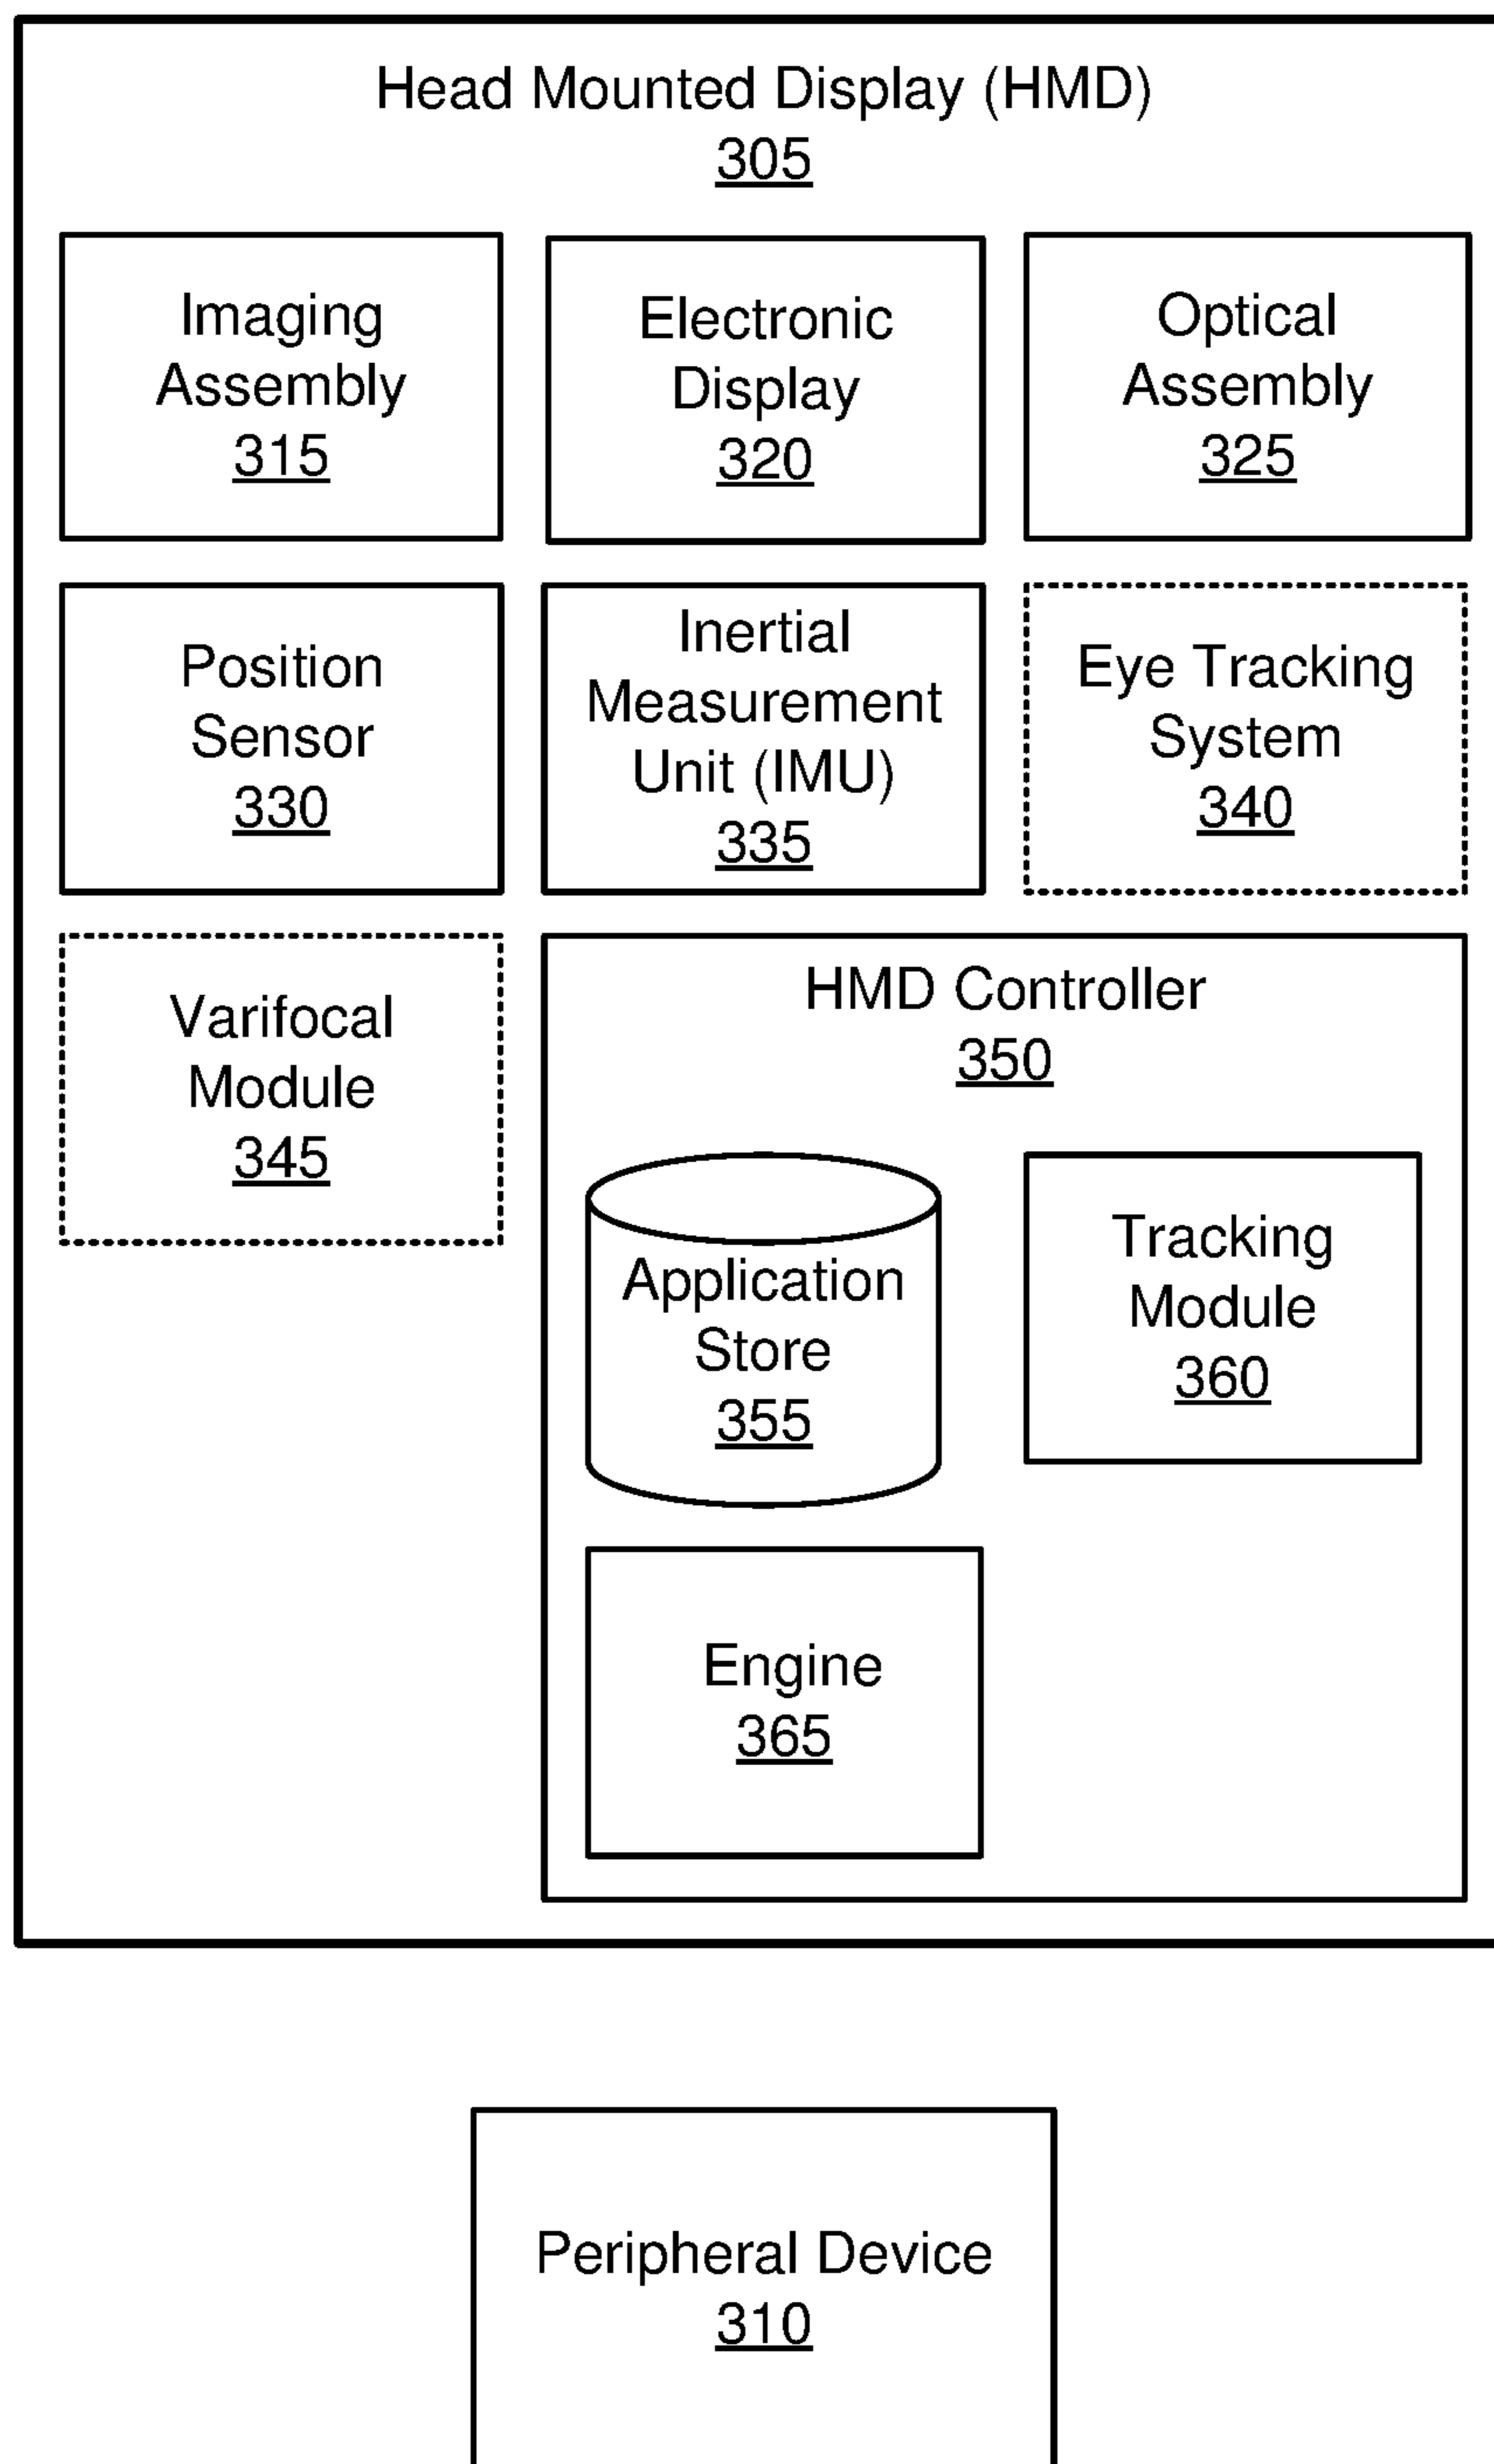 Head Mounted Display (HMD)
305
Imaging
Assembly
315
Electronic
Display
320
Optical
Assembly
325
Position
Sensor
330
Inertial
Measurement
Unit (IMU)
335
Eye Tracking
System
340
Varifocal
Module
345
HMD Controller
350
Application
Store
355
Tracking
Module
360
Engine
365
Peripheral Device
310